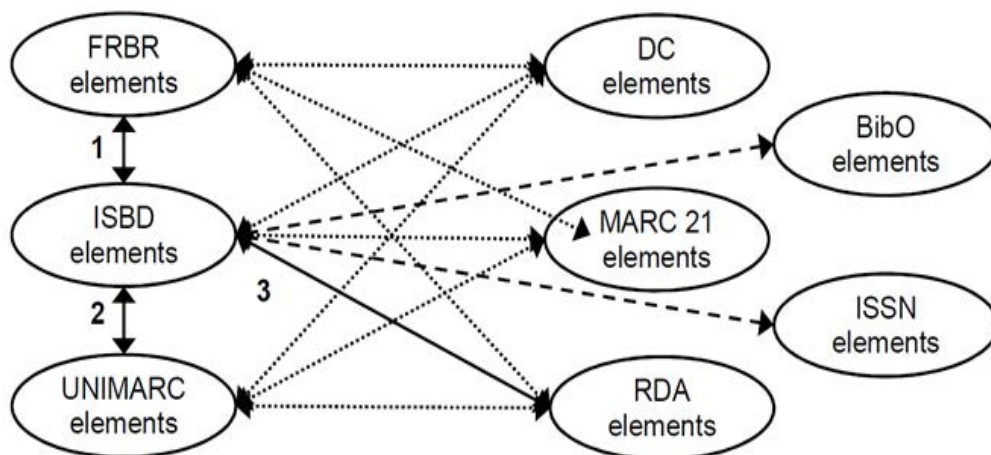 FRBR
elements
DC
elements
BibO
elements
1
ISBD
elements
MARC 21
elements
2
3
ISSN
elements
UNIMARC
elements
RDA
elements